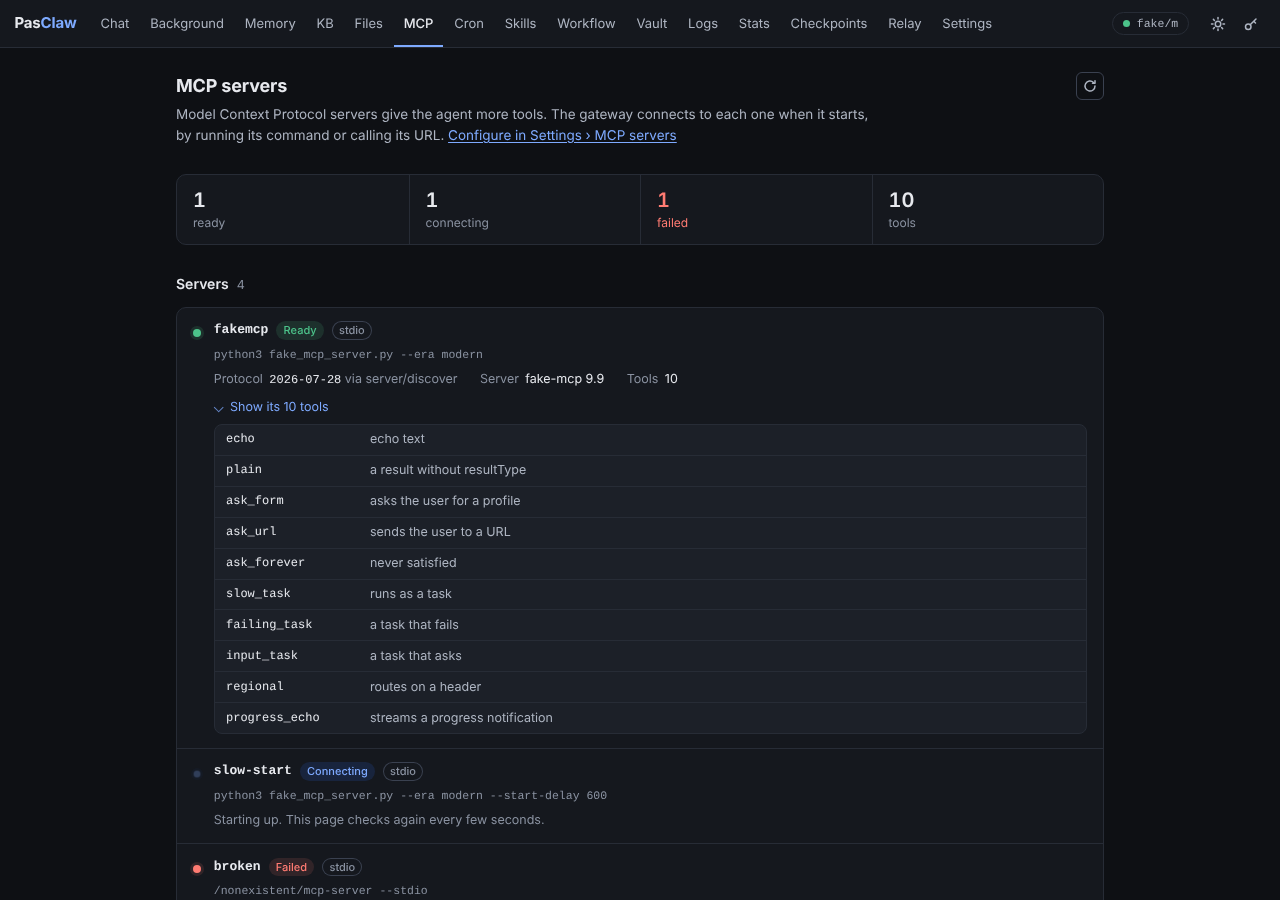 PasClaw Chat Background Memory KB Files MCP Cron Skills Workflow Vault Logs Stats Checkpoints Relay Settings fake/m
MCP servers
Model Context Protocol servers give the agent more tools. The gateway connects to each one when it starts,
by running its command or calling its URL. Configure in Settings › MCP servers
1 1 1 10
ready connecting failed tools
Servers 4
fakemcp Ready stdio
python3 fake_mcp_server.py --era modern
Protocol 2026-07-28 via server/discover Server fake-mcp 9.9 Tools 10
Show its 10 tools
echo echo text
plain a result without resultType
ask_form asks the user for a profile
ask_url sends the user to a URL
ask_forever never satisfied
slow_task runs as a task
failing_task a task that fails
input_task a task that asks
regional routes on a header
progress_echo streams a progress notification
slow-start Connecting stdio
python3 fake_mcp_server.py --era modern --start-delay 600
Starting up. This page checks again every few seconds.
broken Failed stdio
/nonexistent/mcp-server --stdio